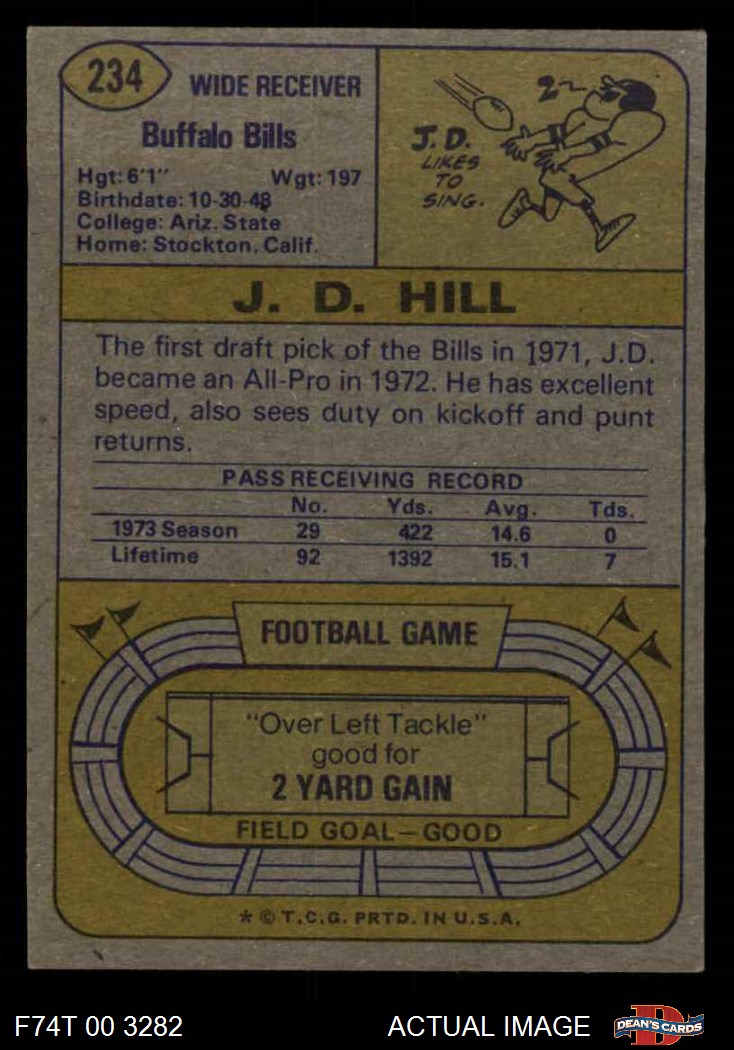 234
WIDE RECEIVER
Buffalo Bills
Hgt: 6'1" Wgt: 197
Birthdate: 10-30-48
College: Ariz. State
Home: Stockton, Calif.
J. D.
LIKES
TO
SING.
J. D. HILL
The first draft pick of the Bills in 1971, J.D.
became an All-Pro in 1972. He has excellent
speed, also sees duty on kickoff and punt
returns.
PASS RECEIVING RECORD
No. Yds. Avg. Tds.
1973 Season 29 422 14.6 0
Lifetime 92 1392 15.1 7
FOOTBALL GAME
"Over Left Tackle"
good for
2 YARD GAIN
FIELD GOAL—GOOD
* © T.C.G. PRTD. IN U.S.A.
F74T 00 3282 ACTUAL IMAGE
D
DEAN'S CARDS